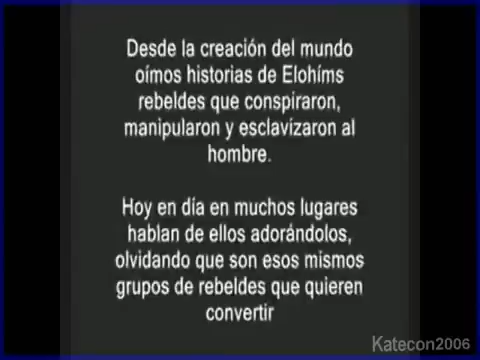 Desde la creación del mundo
oímos historias de Elohíms
rebeldes que conspiraron,
manipularon y esclavizaron al
hombre.
Hoy en día en muchos lugares
hablan de ellos adorándolos,
olvidando que son esos mismos
grupos de rebeldes que quieren
convertir
Katecon2006